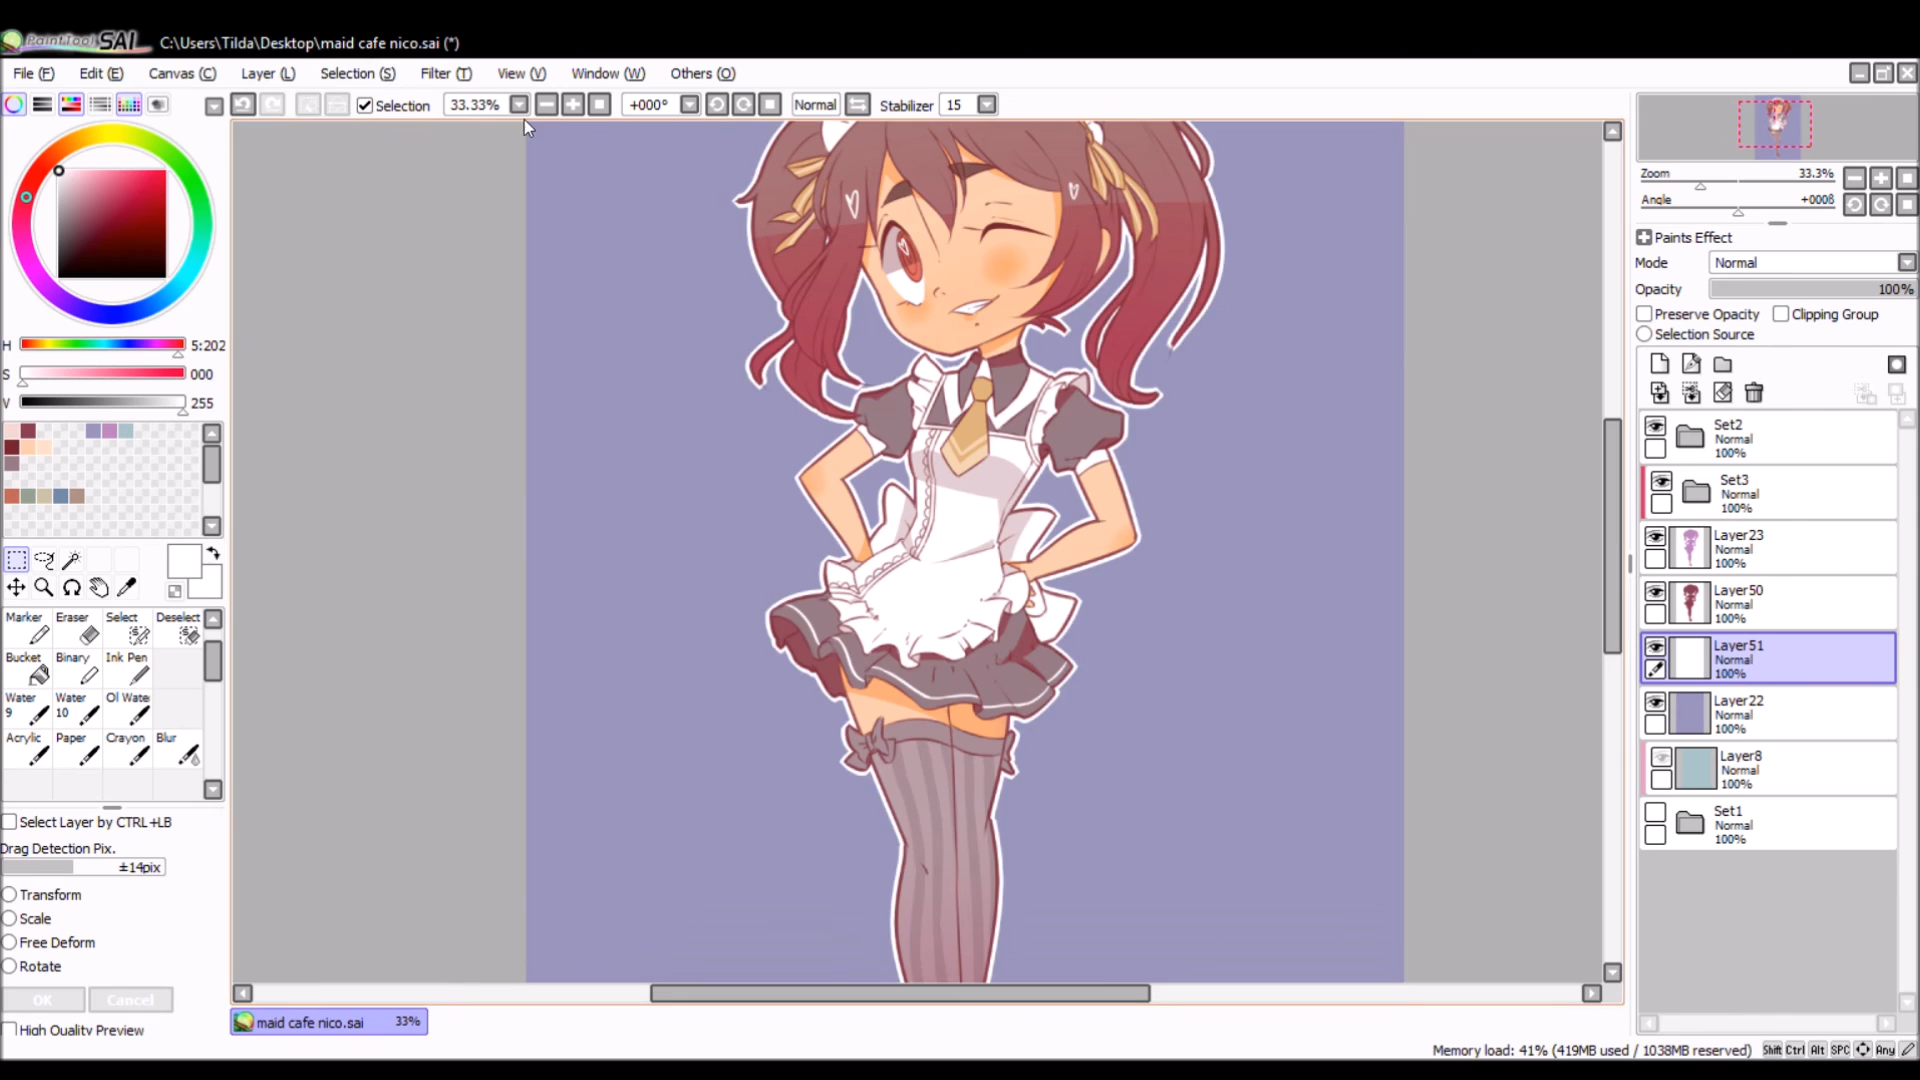 PaintTool SAI C:\Users\Tilda\Desktop\maid cafe nico.sai (*)
File (F) Edit (E) Canvas (C) Layer (L) Selection (S) Filter (T) View (V) Window (W) Others (O)
Selection 33.33% +000° Normal Stabilizer 15
Zoom 33.3%
Angle +000δ
Paints Effect
Mode Normal
Opacity 100%
Preserve Opacity Clipping Group
Selection Source
H 5:202
S 000
V 255
Marker Eraser Select Deselect
Bucket Binary Ink Pen
Water 9 Water 10 Ol Wate
Acrylic Paper Crayon Blur
Select Layer by CTRL+LB
Drag Detection Pix.
±14pix
Transform
Scale
Free Deform
Rotate
OK Cancel
High Quality Preview
Set2
Normal
100%
Set3
Normal
100%
Layer23
Normal
100%
Layer50
Normal
100%
Layer51
Normal
100%
Layer22
Normal
100%
Layer8
Normal
100%
Set1
Normal
100%
maid cafe nico.sai 33%
Memory load: 41% (419MB used / 1038MB reserved) Shift Ctrl Alt SPC Any